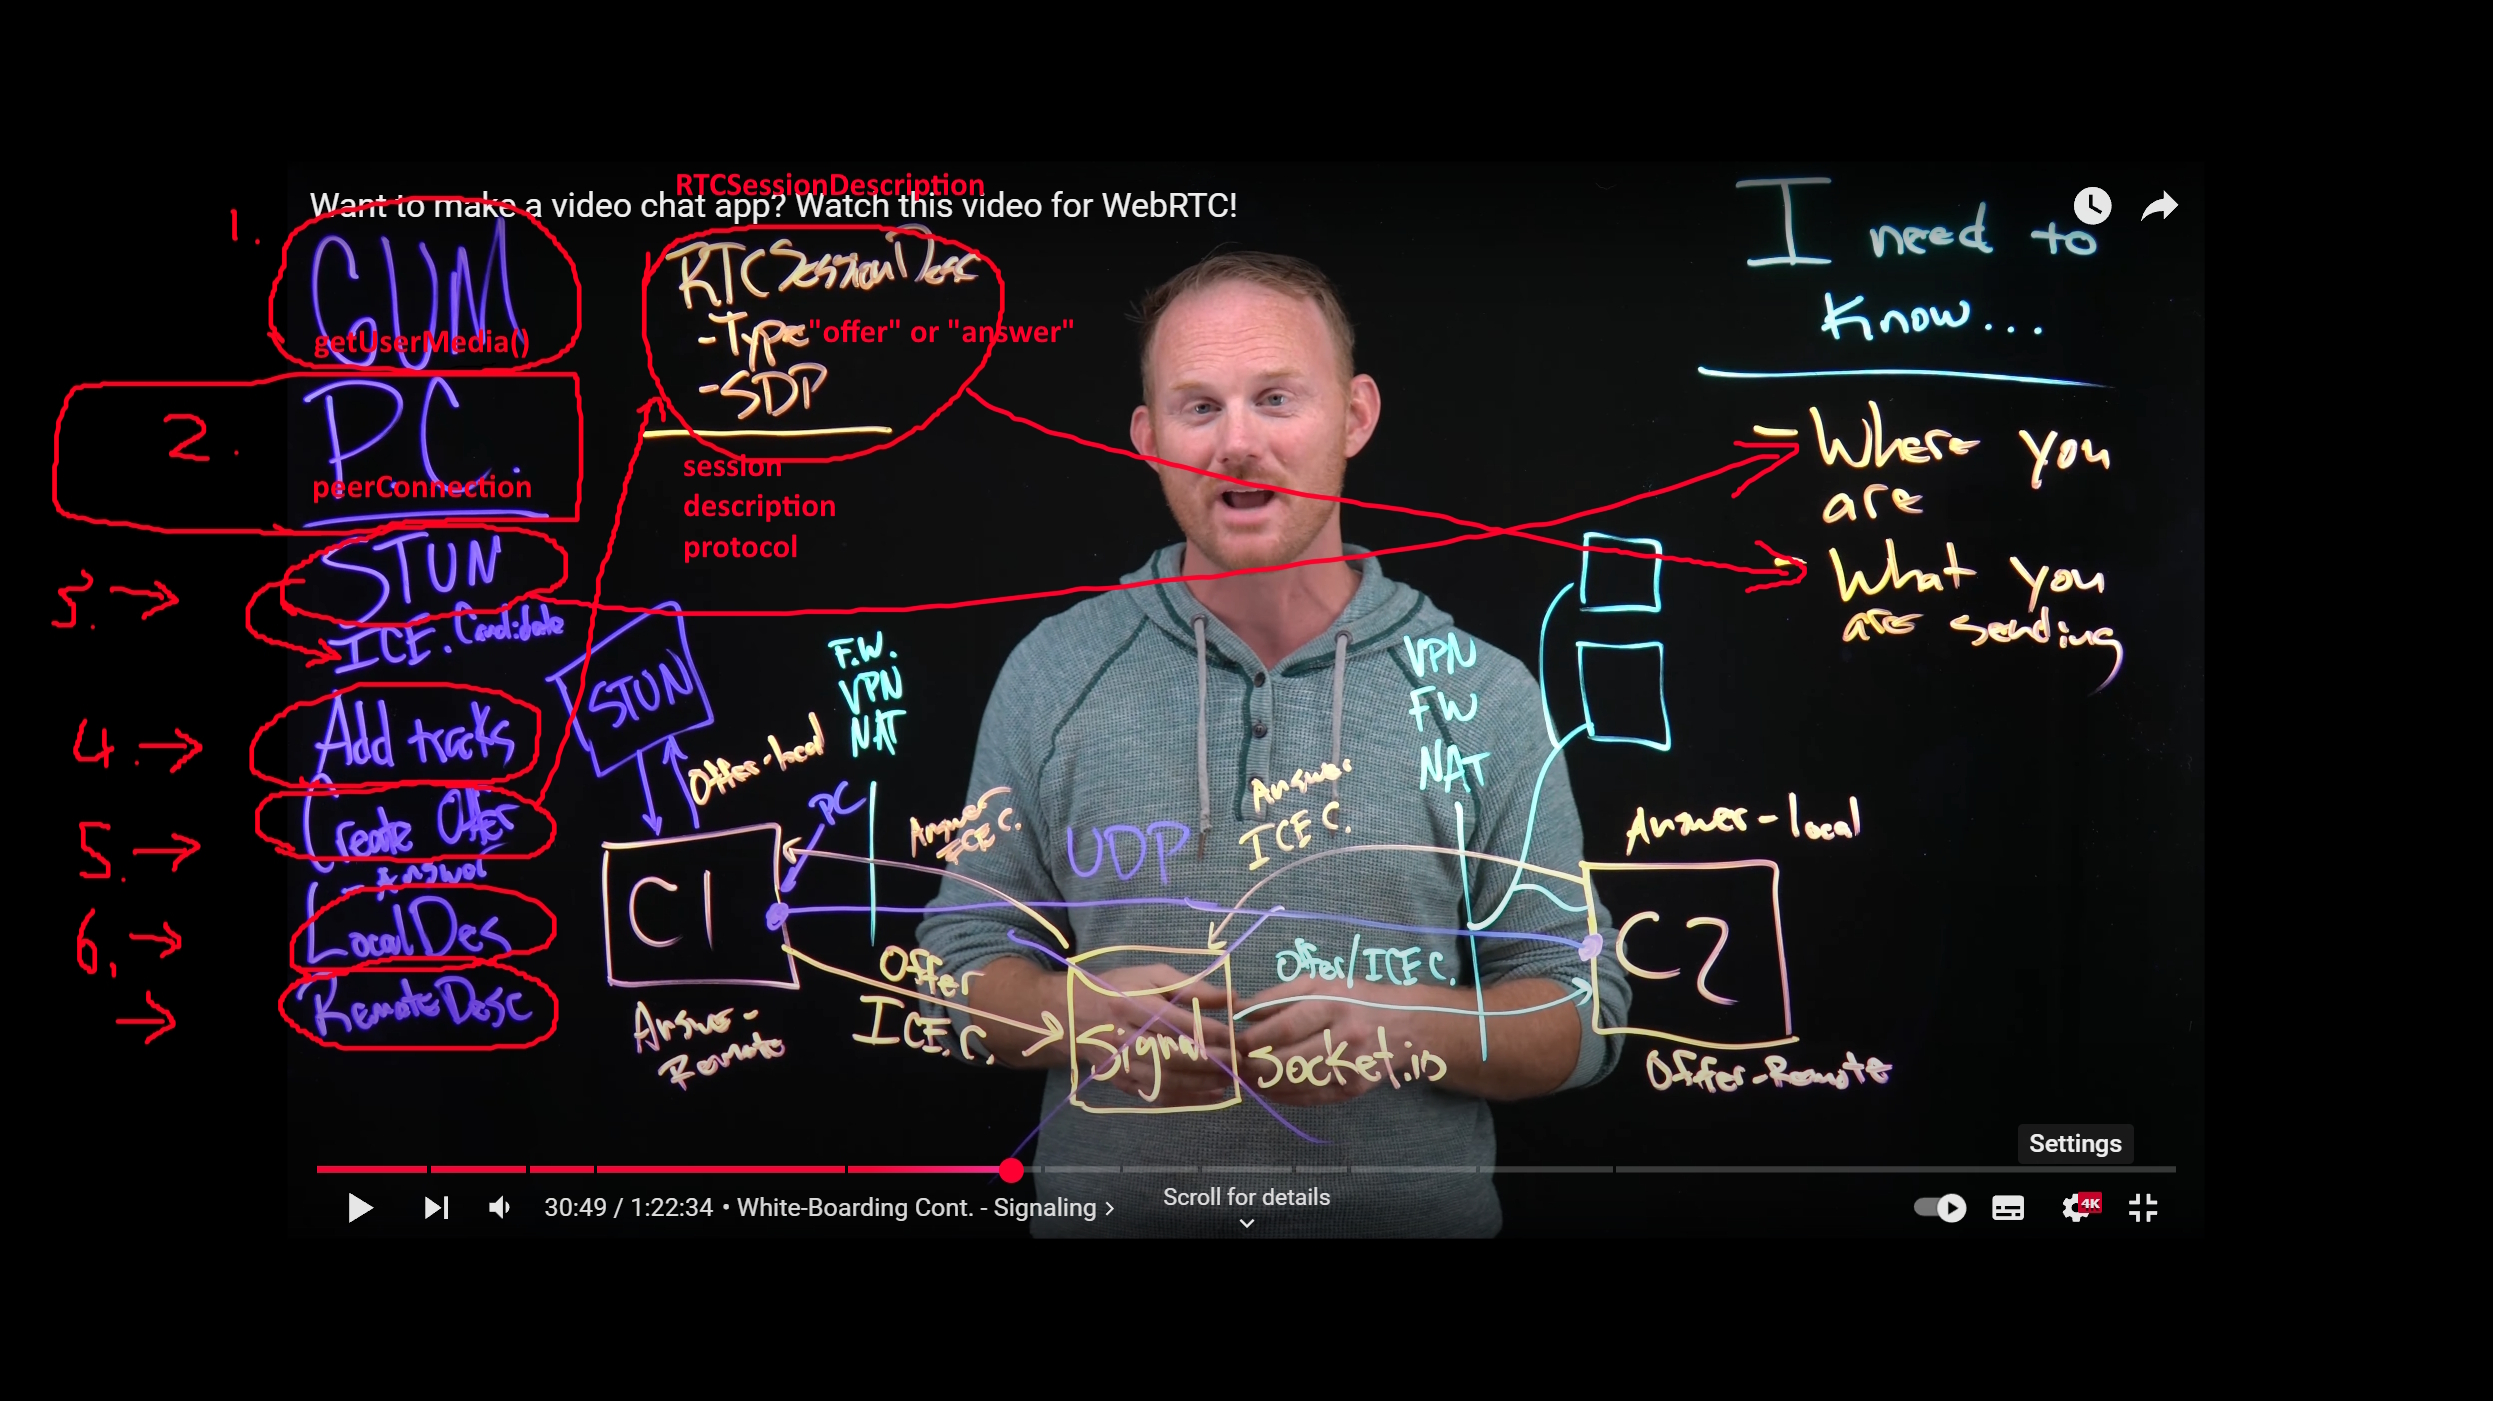 RTCSessionDescription
Want to make a video chat app? Watch this video for WebRTC!
1.
GUM
getUserMedia()
2.
P.C.
peerConnection
3.
STUN
ICE. Candidate
4.
Add tracks
5.
Create Offer
Answer
6.
LocalDes
RemoteDesc
RTCSessionDesc
-Type "offer" or "answer"
-SDP
session
description
protocol
I need to
Know...
- Where you
are
- What you
are sending
STUN
Offer-local
PC
F.W.
VPN
NAT
C1
Answer-
Remote
Answer
ICE C.
UDP
Answer
ICE C.
VPN
FW
NAT
Offer
ICE.C.
Signal
Offer/ICE C.
Socket.io
Answer-local
C2
Offer-Remote
Settings
30:49 / 1:22:34 • White-Boarding Cont. - Signaling
Scroll for details
4K